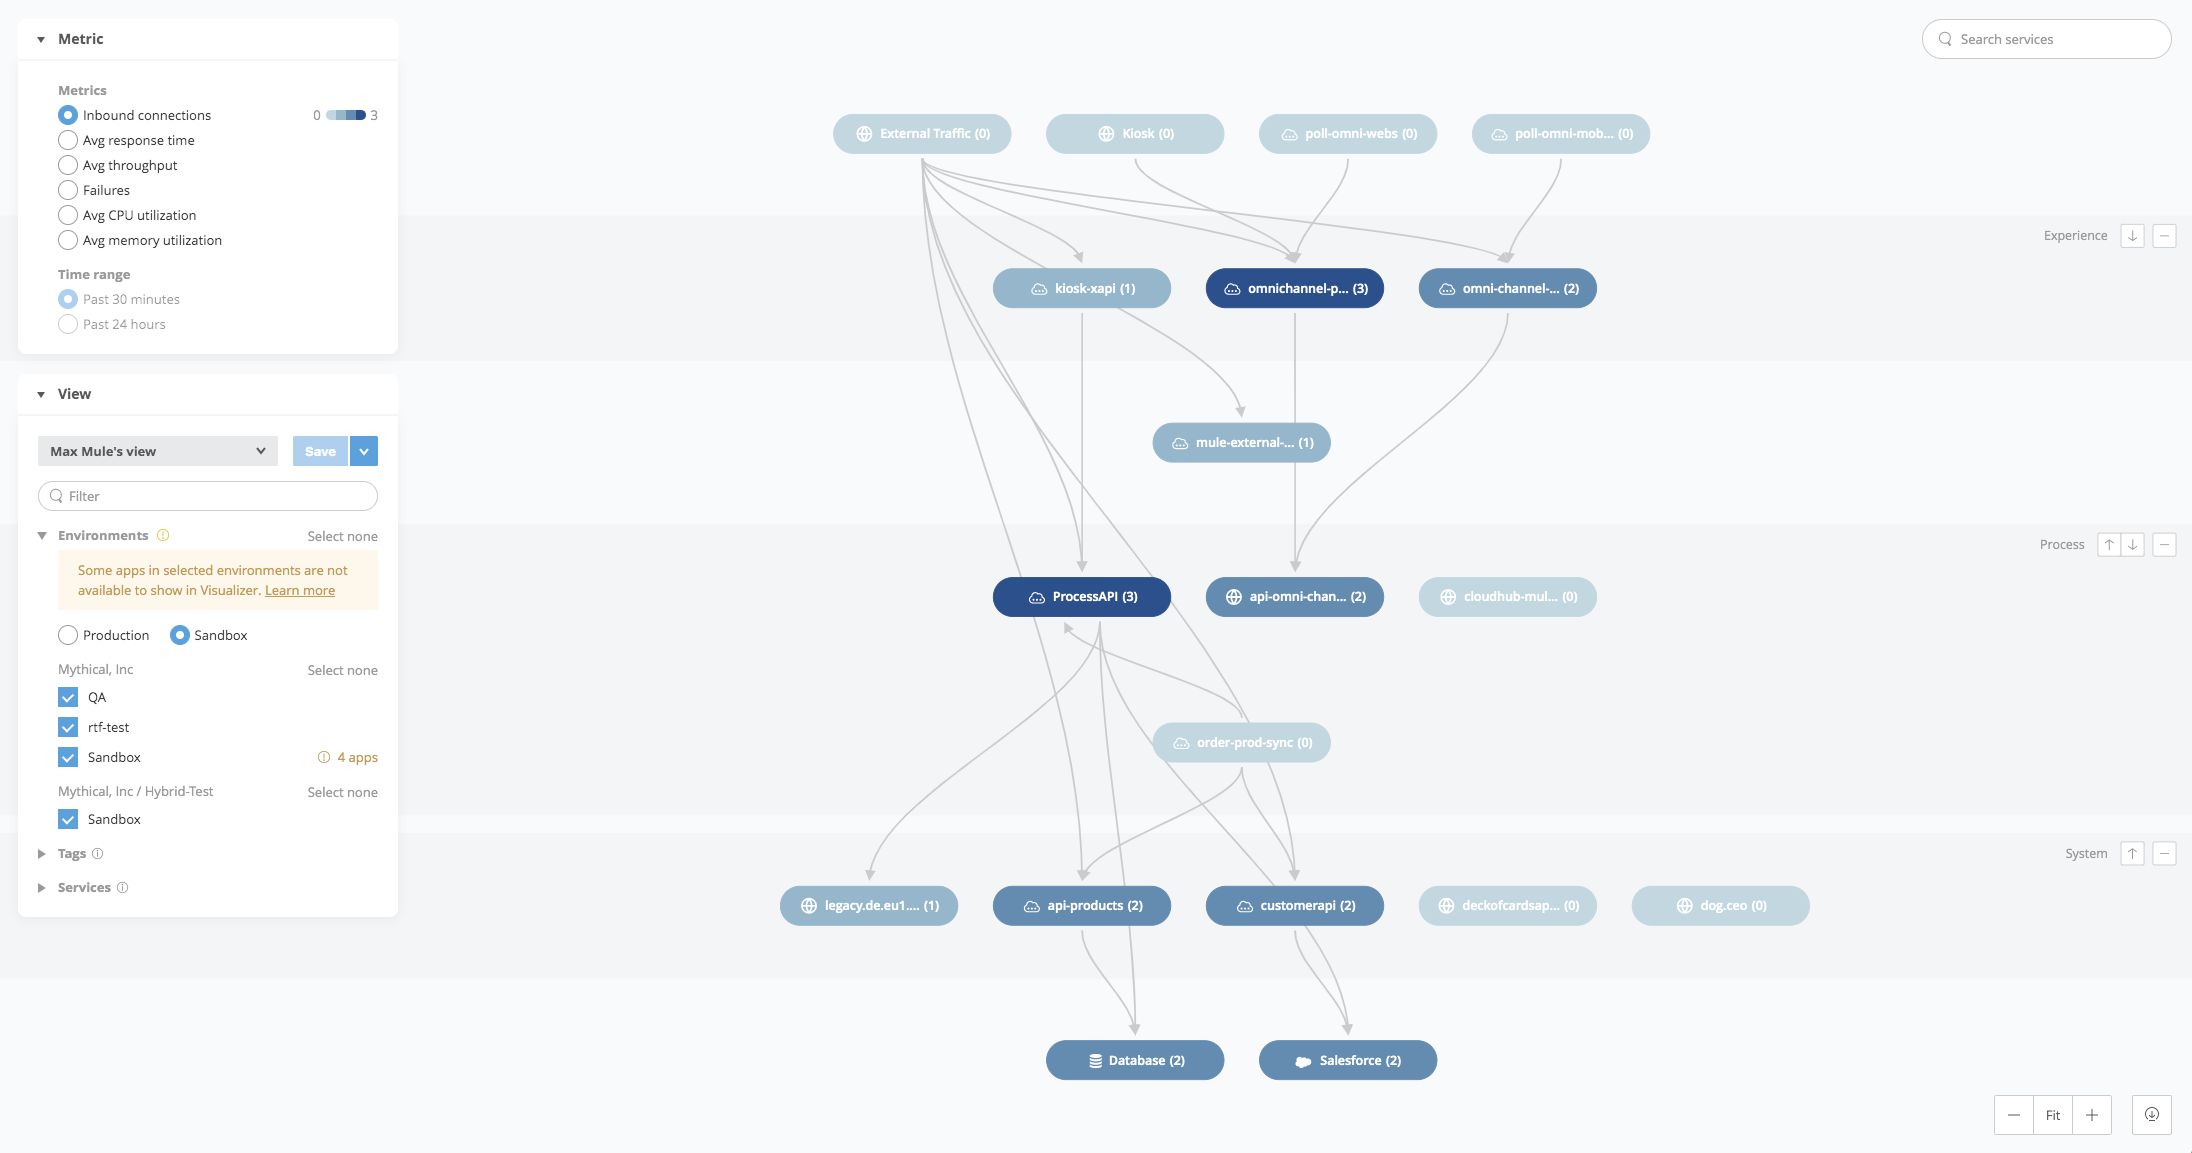 Metric
Metrics
Inbound connections
0
3
Avg response time
Avg throughput
Failures
Avg CPU utilization
Avg memory utilization
Time range
Past 30 minutes
Past 24 hours
View
Max Mule's view
Save
Filter
Environments
Select none
Some apps in selected environments are not
available to show in Visualizer. Learn more
Production
Sandbox
Mythical, Inc
Select none
QA
rtf-test
Sandbox
4 apps
Mythical, Inc / Hybrid-Test
Select none
Sandbox
Tags
Services
Search services
External Traffic (0)
Kiosk (0)
poll-omni-webs (0)
poll-omni-mob... (0)
Experience
kiosk-xapi (1)
omnichannel-p... (3)
omni-channel-... (2)
mule-external-... (1)
Process
ProcessAPI (3)
api-omni-chan... (2)
cloudhub-mul... (0)
order-prod-sync (0)
System
legacy.de.eu1.... (1)
api-products (2)
customerapi (2)
deckofcardsap... (0)
dog.ceo (0)
Database (2)
Salesforce (2)
Fit